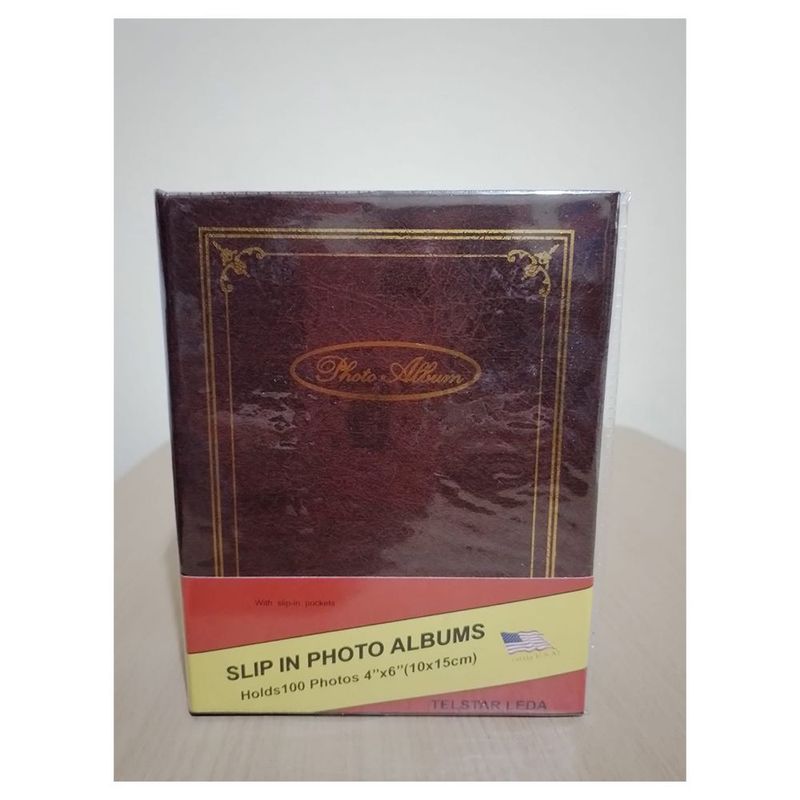 Photo Album
With slip-in pockets
SLIP IN PHOTO ALBUMS
Holds100 Photos 4"x6"(10x15cm)
TELSTAR LEDA